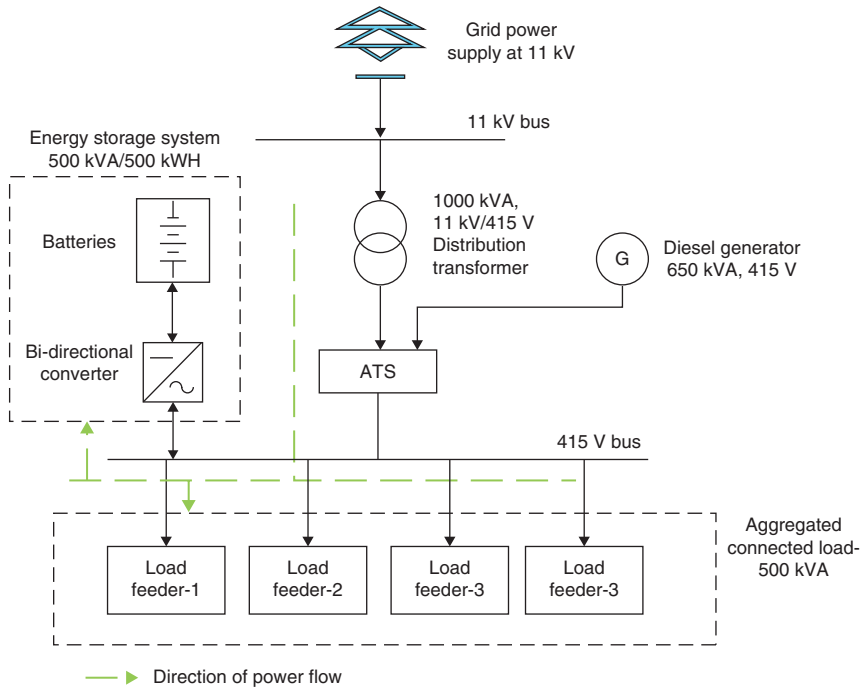 Grid power
supply at 11 kV
11 kV bus
Energy storage system
500 kVA/500 kWH
Batteries
Bi-directional
converter
1000 kVA,
11 kV/415 V
Distribution
transformer
G
Diesel generator
650 kVA, 415 V
ATS
415 V bus
Load
feeder-1
Load
feeder-2
Load
feeder-3
Load
feeder-3
Aggregated
connected load-
500 kVA
Direction of power flow